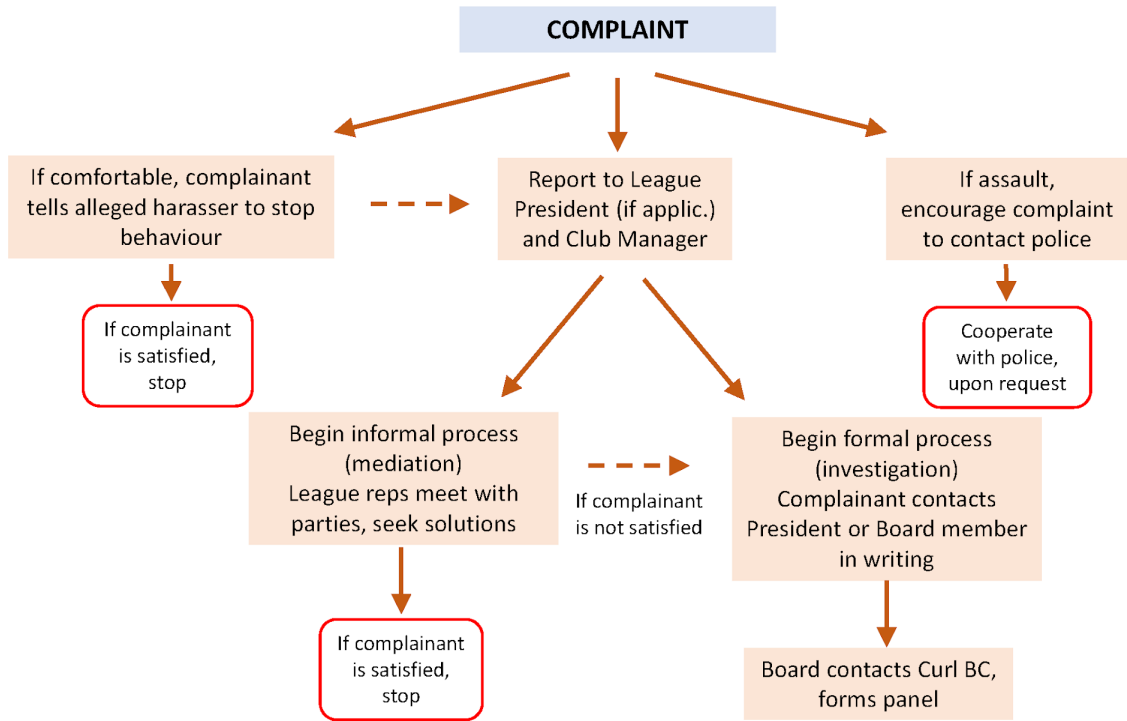 COMPLAINT
If comfortable, complainant
tells alleged harasser to stop
behaviour
Report to League
President (if applic.)
and Club Manager
If assault,
encourage complaint
to contact police
If complainant
is satisfied,
stop
Cooperate
with police,
upon request
Begin informal process
(mediation)
League reps meet with
parties, seek solutions
If complainant
is not satisfied
Begin formal process
(investigation)
Complainant contacts
President or Board member
in writing
If complainant
is satisfied,
stop
Board contacts Curl BC,
forms panel